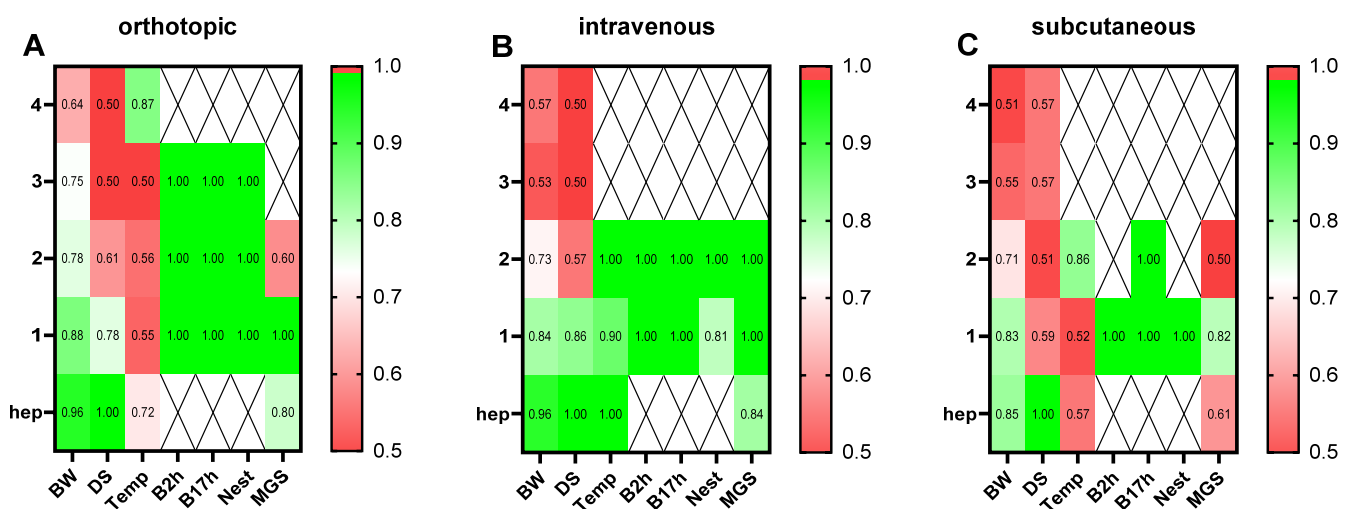 orthotopic
intravenous
subcutaneous
A
B
C
4
0.64 0.50 0.87
3
0.75 0.50 0.50 1.00 1.00 1.00
2
0.78 0.61 0.56 1.00 1.00 1.00 0.60
1
0.88 0.78 0.55 1.00 1.00 1.00 1.00
hep
0.96 1.00 0.72 0.80
BW DS Temp B2h B17h Nest MGS
1.0
0.9
0.8
0.7
0.6
0.5
4
0.57 0.50
3
0.53 0.50
2
0.73 0.57 1.00 1.00 1.00 1.00 1.00
1
0.84 0.86 0.90 1.00 1.00 0.81 1.00
hep
0.96 1.00 1.00 0.84
BW DS Temp B2h B17h Nest MGS
1.0
0.9
0.8
0.7
0.6
0.5
4
0.51 0.57
3
0.55 0.57
2
0.71 0.51 0.86 1.00 0.50
1
0.83 0.59 0.52 1.00 1.00 1.00 0.82
hep
0.85 1.00 0.57 0.61
BW DS Temp B2h B17h Nest MGS
1.0
0.9
0.8
0.7
0.6
0.5